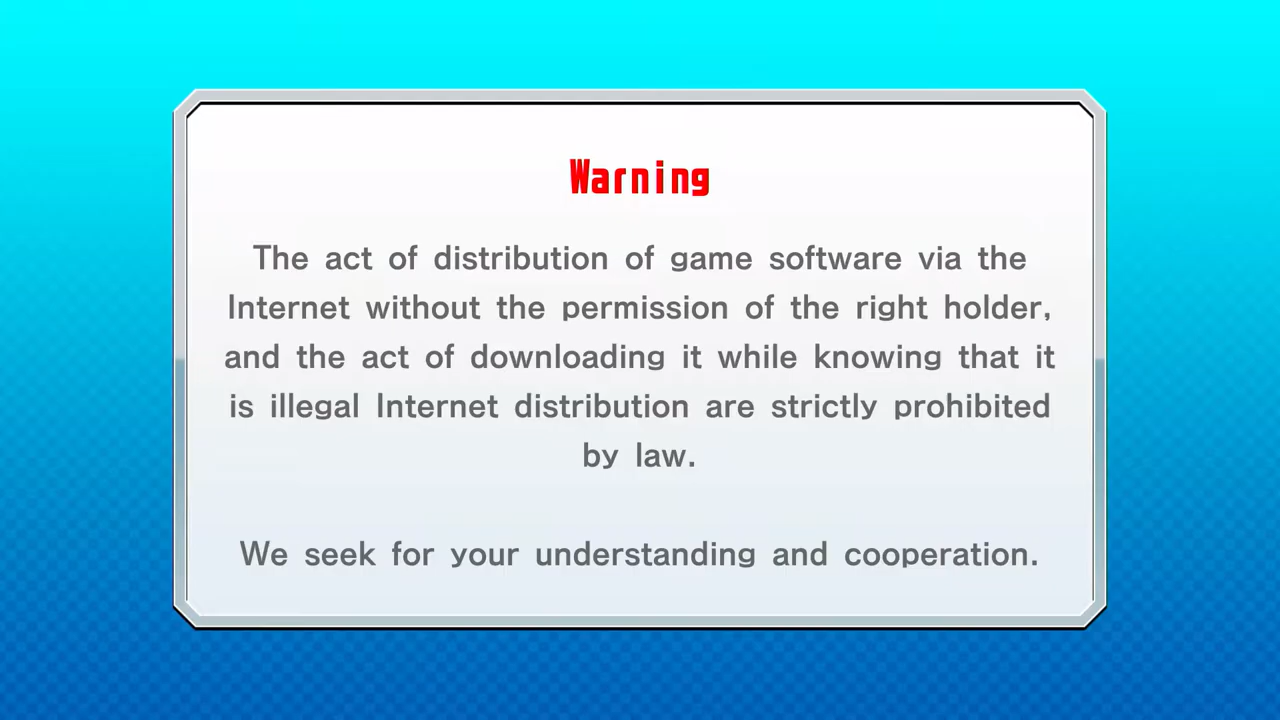 Warning
The act of distribution of game software via the
Internet without the permission of the right holder,
and the act of downloading it while knowing that it
is illegal Internet distribution are strictly prohibited
by law.
We seek for your understanding and cooperation.